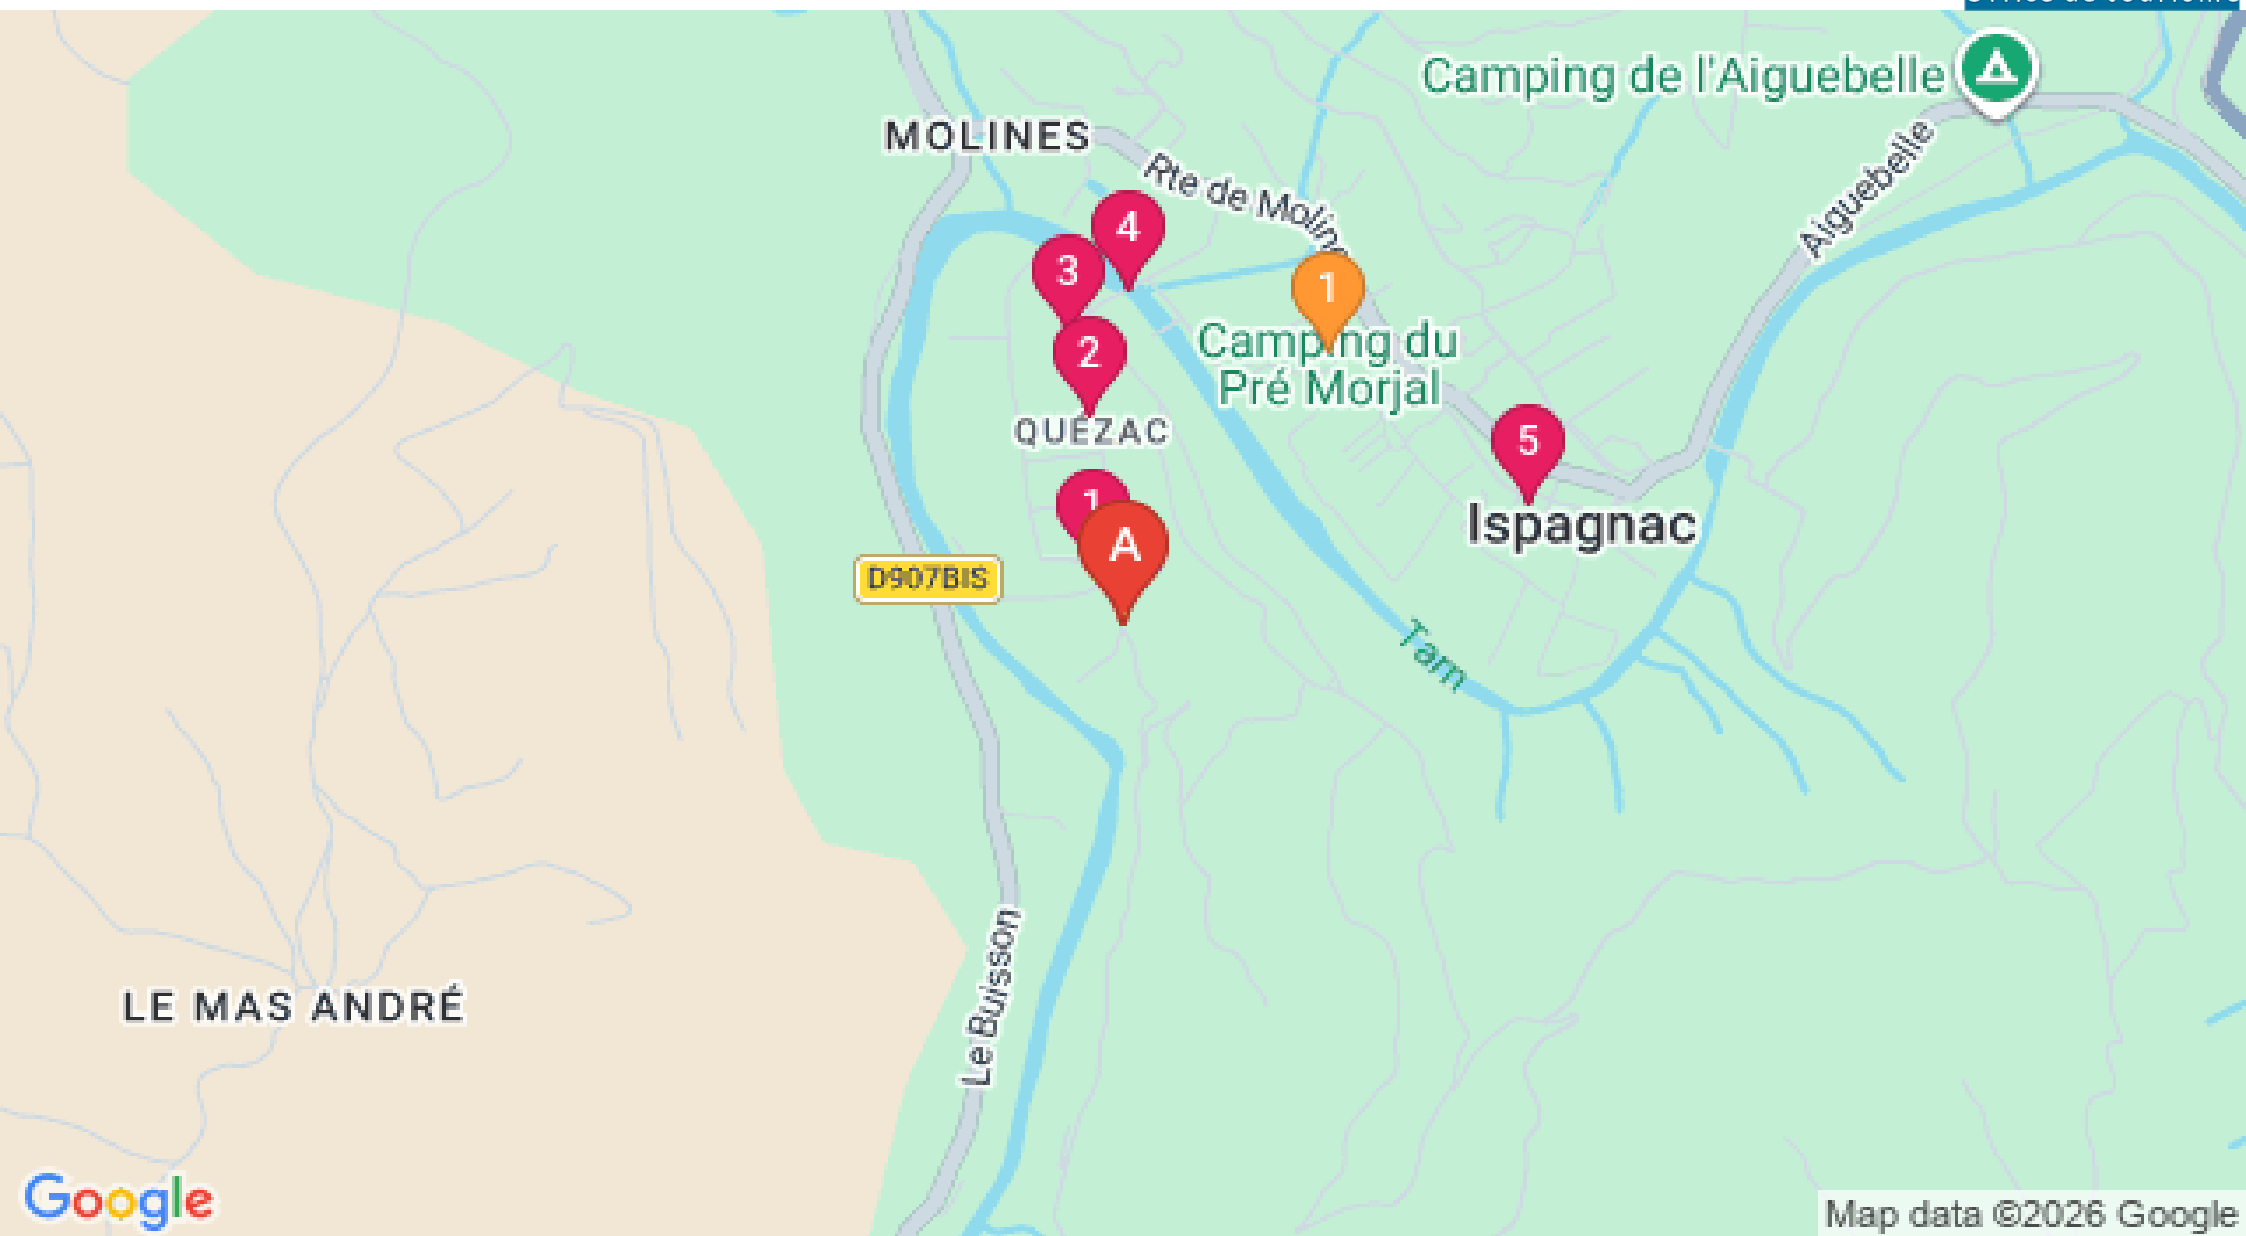 Camping de l'Aiguebelle
MOLINES
Rte de Molin
Aiguebelle
4
3
1
2
Camping du
Pré Morjal
QUÉZAC
5
1
Ispagnac
A
D907BIS
Tarn
Le Buisson
LE MAS ANDRÉ
Google
Map data ©2026 Google